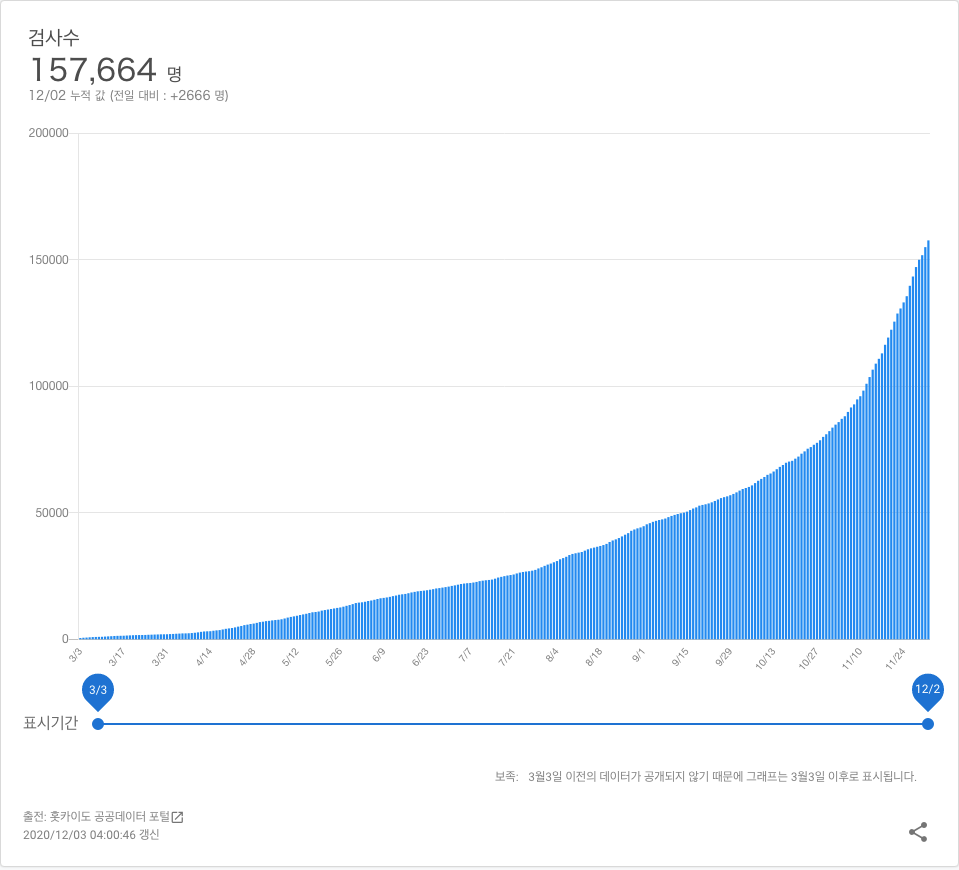 검사수
157,664 명
12/02 누적 값 (전일 대비 : +2666 명)
200000
150000
100000
50000
0
3/3 3/17 3/31 4/14 4/28 5/12 5/26 6/9 6/23 7/7 7/21 8/4 8/18 9/1 9/15 9/29 10/13 10/27 11/10 11/24
3/3 12/2
표시기간
보족: 3월3일 이전의 데이터가 공개되지 않기 때문에 그래프는 3월3일 이후로 표시됩니다.
출전: 홋카이도 공공데이터 포털
2020/12/03 04:00:46 갱신